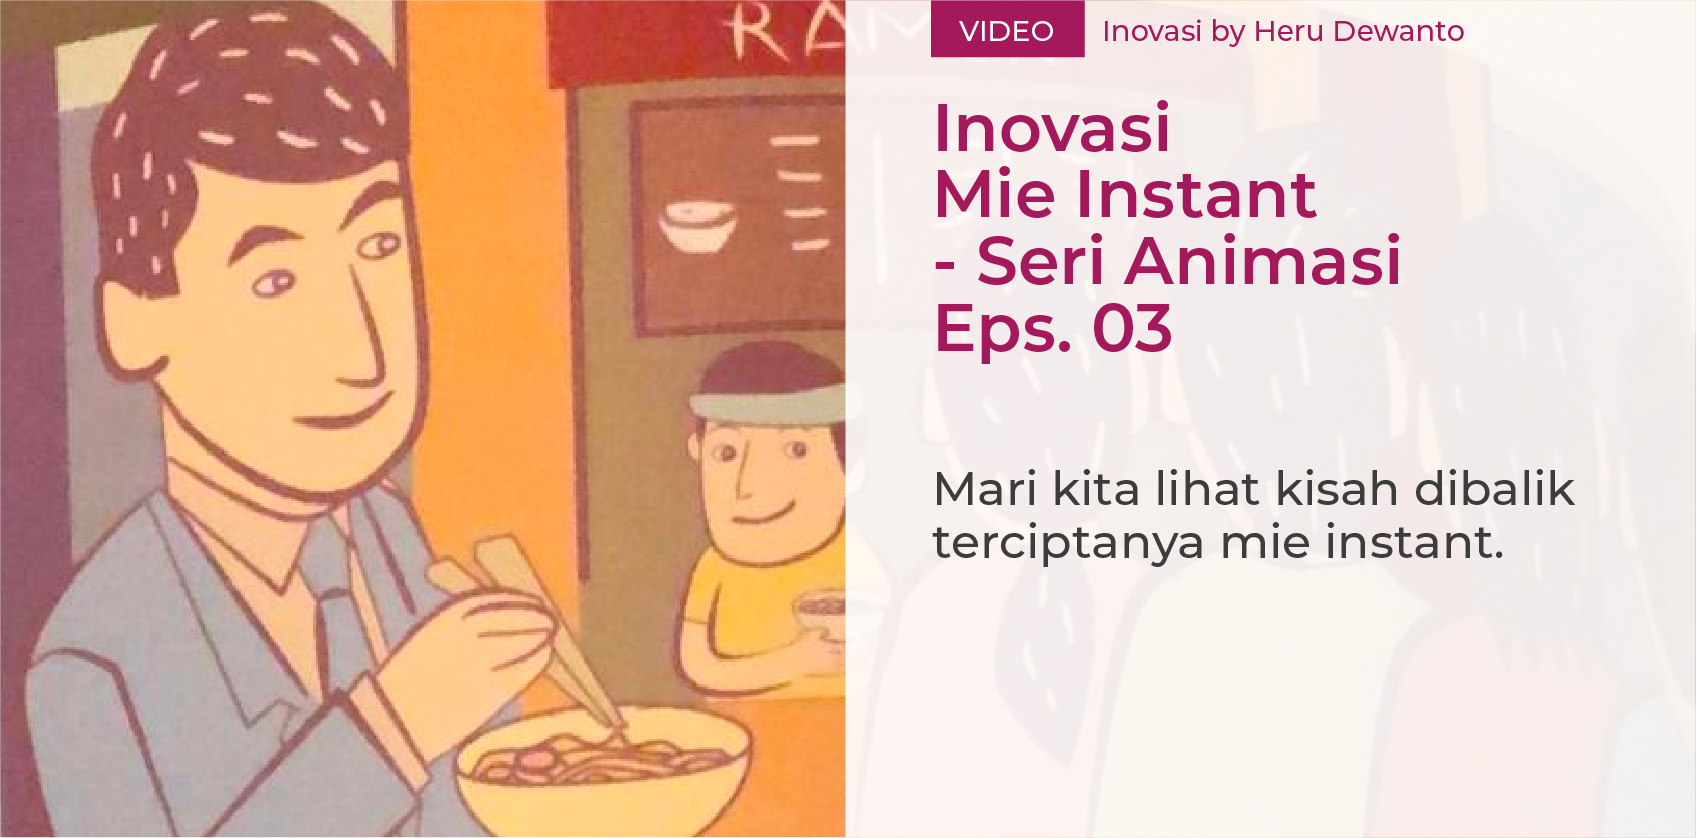 RAMEN
VIDEO
Inovasi by Heru Dewanto
Inovasi
Mie Instant
- Seri Animasi
Eps. 03
Mari kita lihat kisah dibalik
terciptanya mie instant.